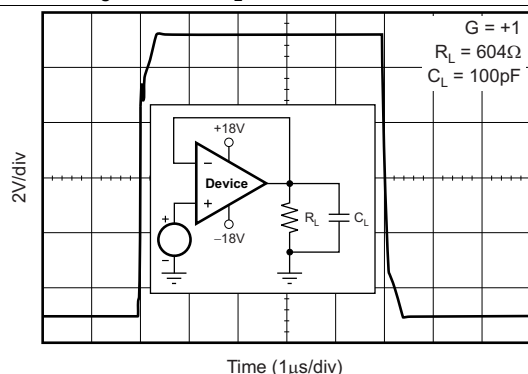 G = +1
R_L = 604Ω
C_L = 100pF
2V/div
+18V
−
Device
+
−18V
R_L
C_L
+
−
Time (1µs/div)